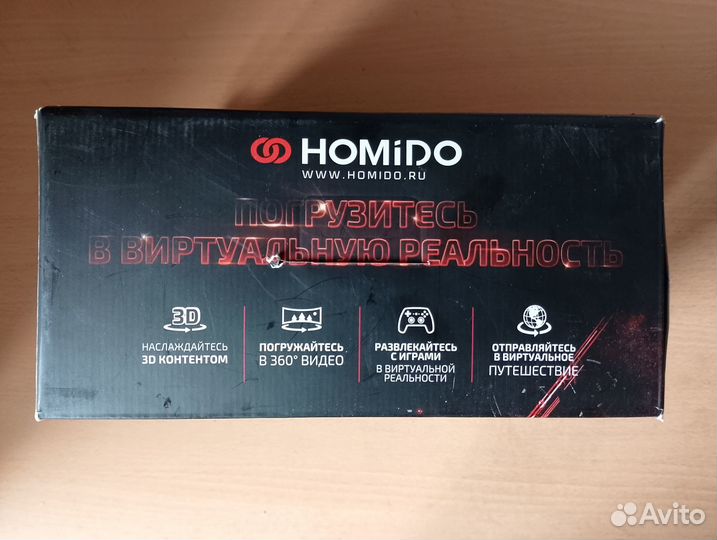 HOMiDO
WWW.HOMIDO.RU
ПОГРУЗИТЕСЬ
В ВИРТУАЛЬНУЮ РЕАЛЬНОСТЬ
3D
НАСЛАЖДАЙТЕСЬ
3D КОНТЕНТОМ
ПОГРУЖАЙТЕСЬ
В 360° ВИДЕО
РАЗВЛЕКАЙТЕСЬ
С ИГРАМИ
В ВИРТУАЛЬНОЙ
РЕАЛЬНОСТИ
ОТПРАВЛЯЙТЕСЬ
В ВИРТУАЛЬНОЕ
ПУТЕШЕСТВИЕ
Avito